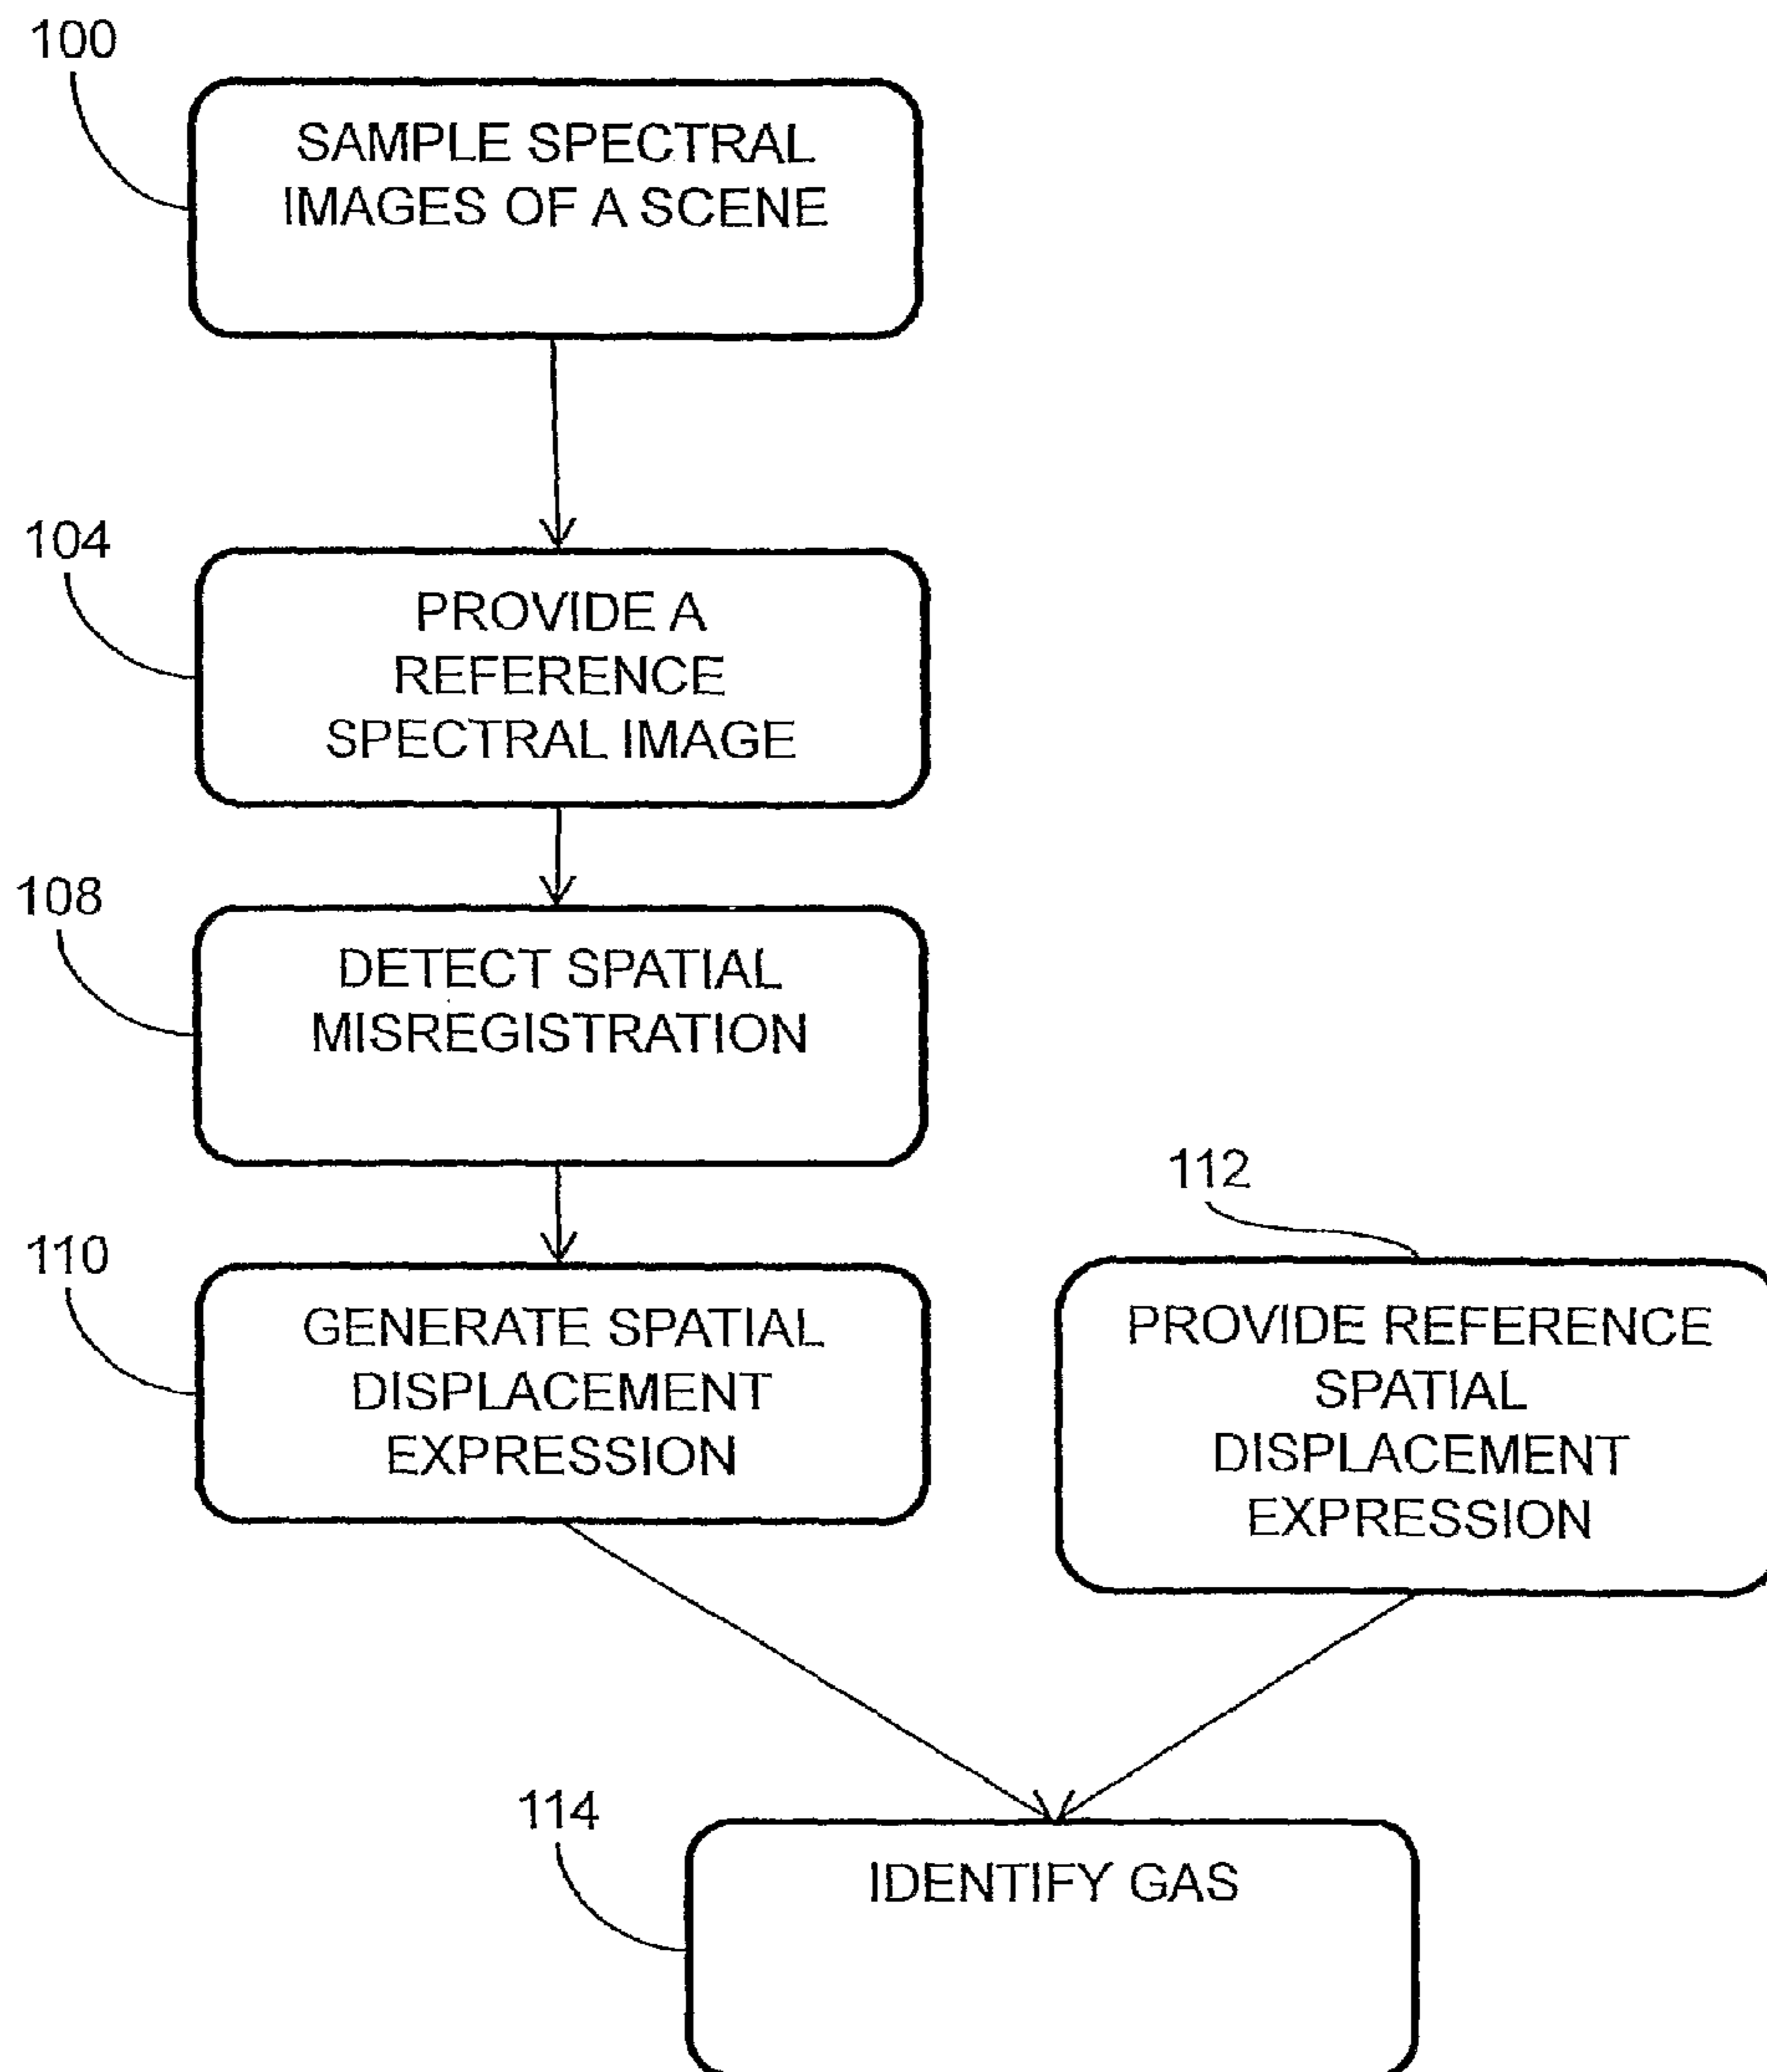 100
SAMPLE SPECTRAL
IMAGES OF A SCENE
104
PROVIDE A
REFERENCE
SPECTRAL IMAGE
108
DETECT SPATIAL
MISREGISTRATION
110
GENERATE SPATIAL
DISPLACEMENT
EXPRESSION
112
PROVIDE REFERENCE
SPATIAL
DISPLACEMENT
EXPRESSION
114
IDENTIFY GAS